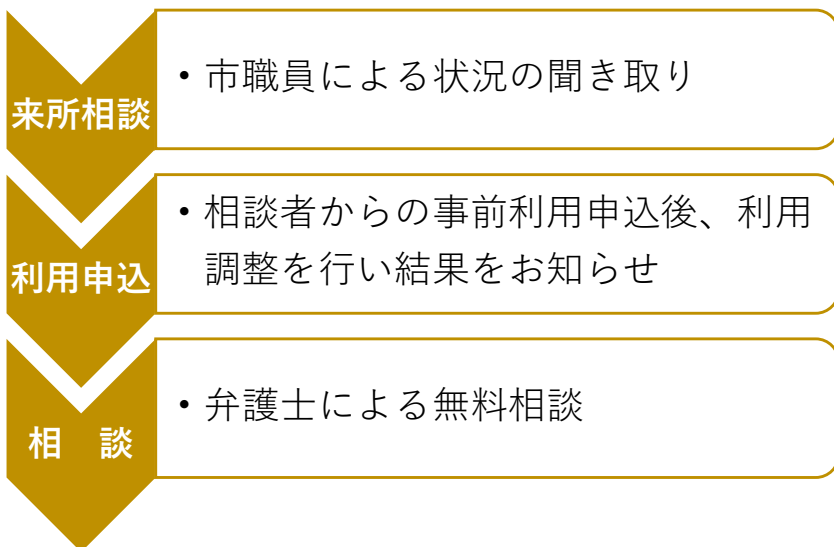 来所相談
・市職員による状況の聞き取り
利用申込
・相談者からの事前利用申込後、利用
調整を行い結果をお知らせ
相　談
・弁護士による無料相談